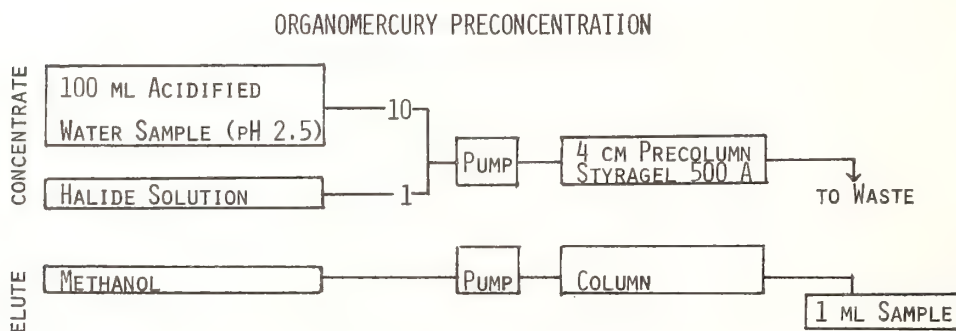 ORGANOMERCURY PRECONCENTRATION
CONCENTRATE
100 ML ACIDIFIED
WATER SAMPLE (PH 2.5)
10
HALIDE SOLUTION
1
PUMP
4 CM PRECOLUMN
STYRAGEL 500 A
TO WASTE
ELUTE
METHANOL
PUMP
COLUMN
1 ML SAMPLE